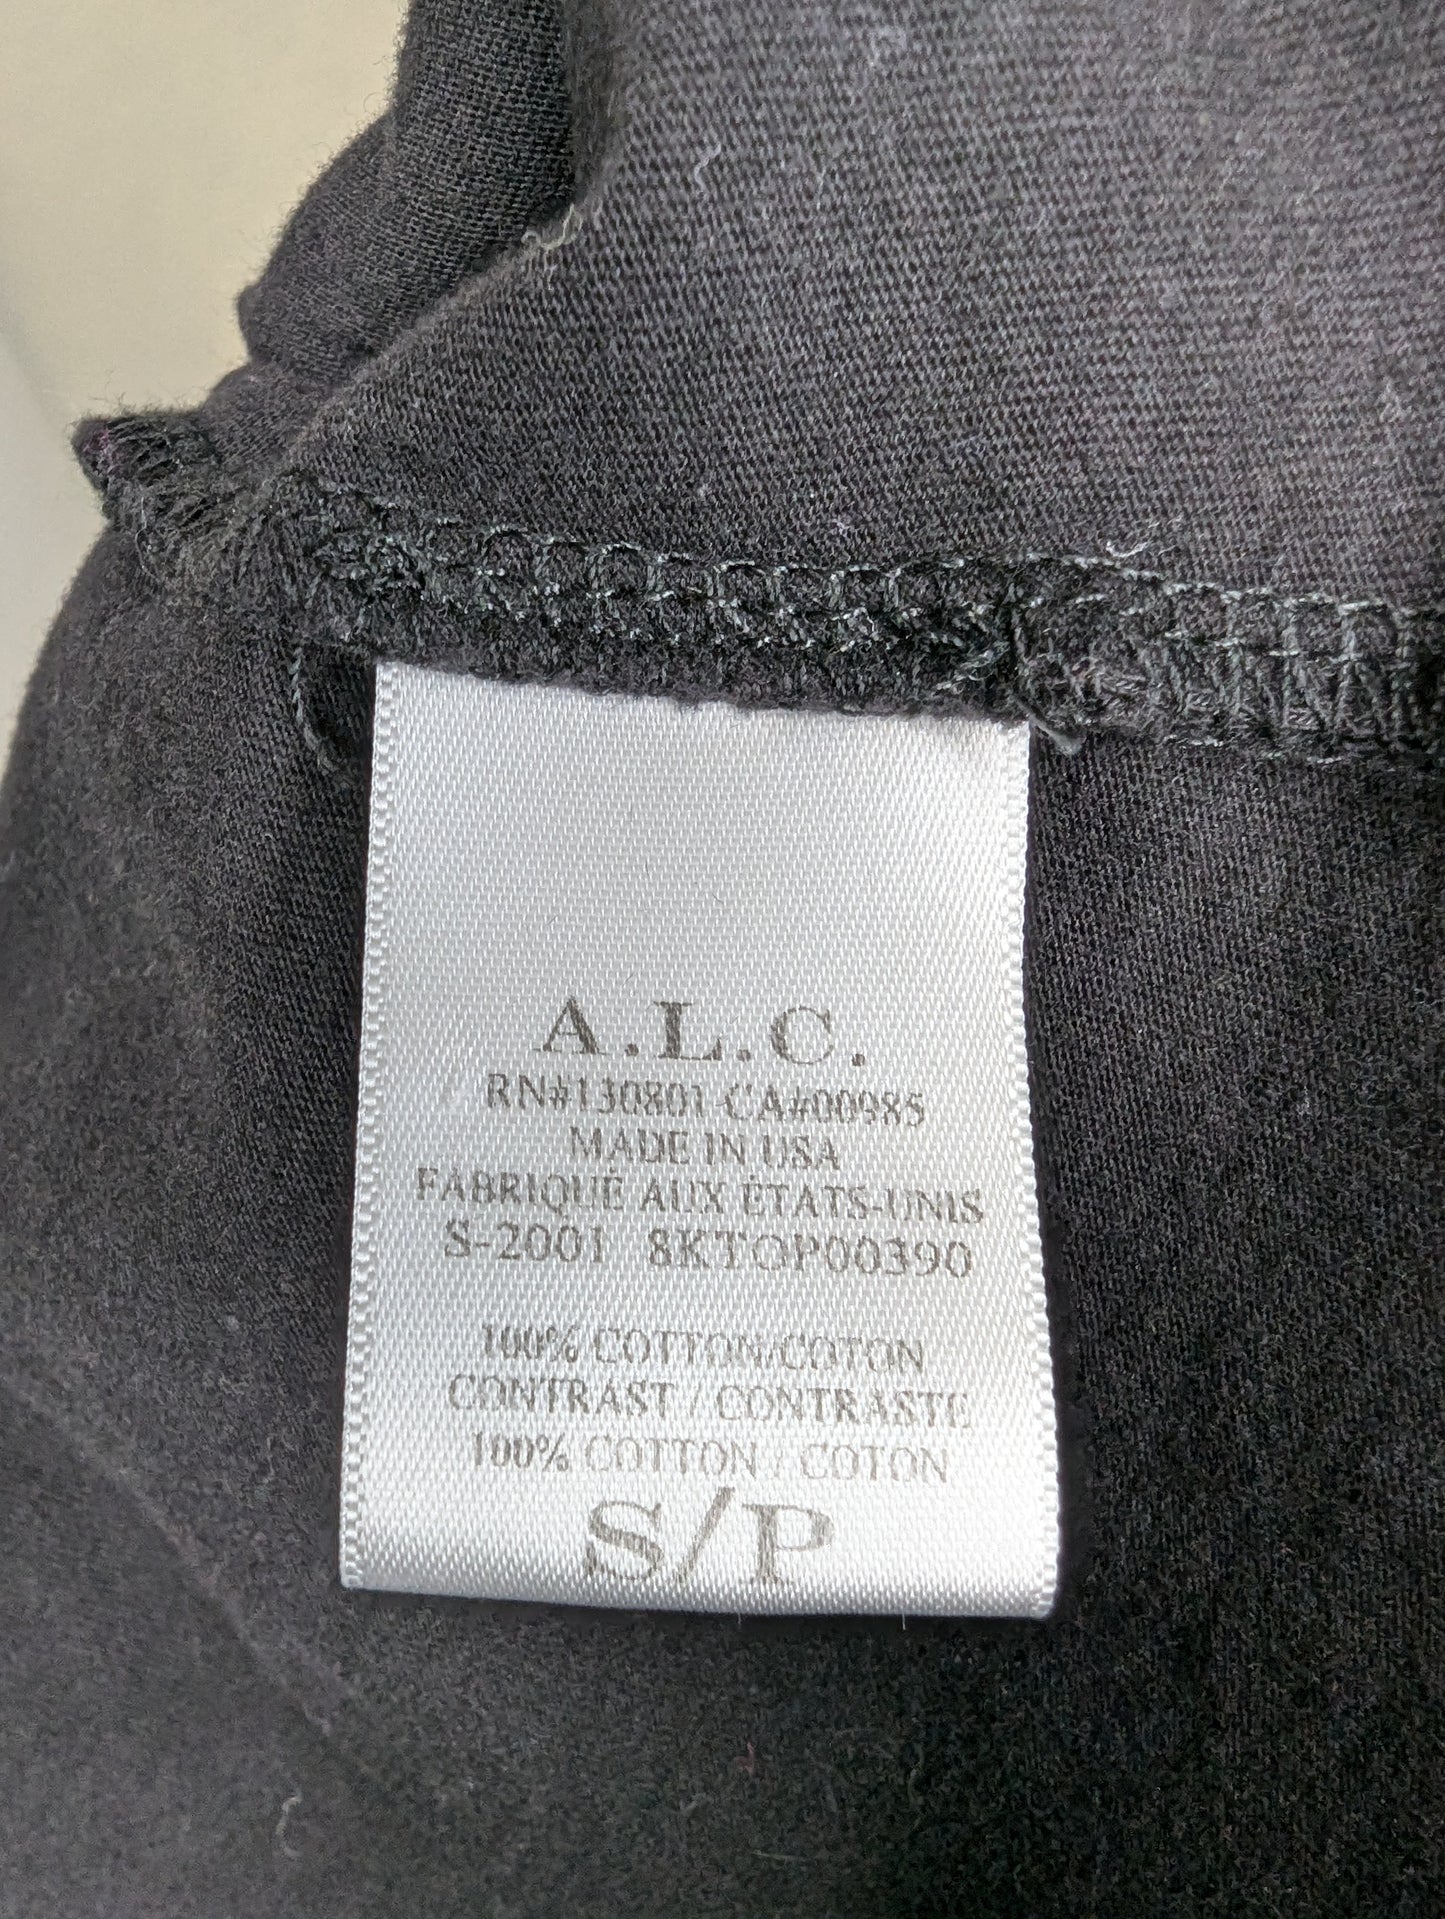 A.L.C.
RN#130801 CA#00985
MADE IN USA
FABRIQUÉ AUX ÉTATS-UNIS
S-2001 8KTOP00390
100% COTTON/COTON
CONTRAST / CONTRASTE
100% COTTON / COTON
S/P